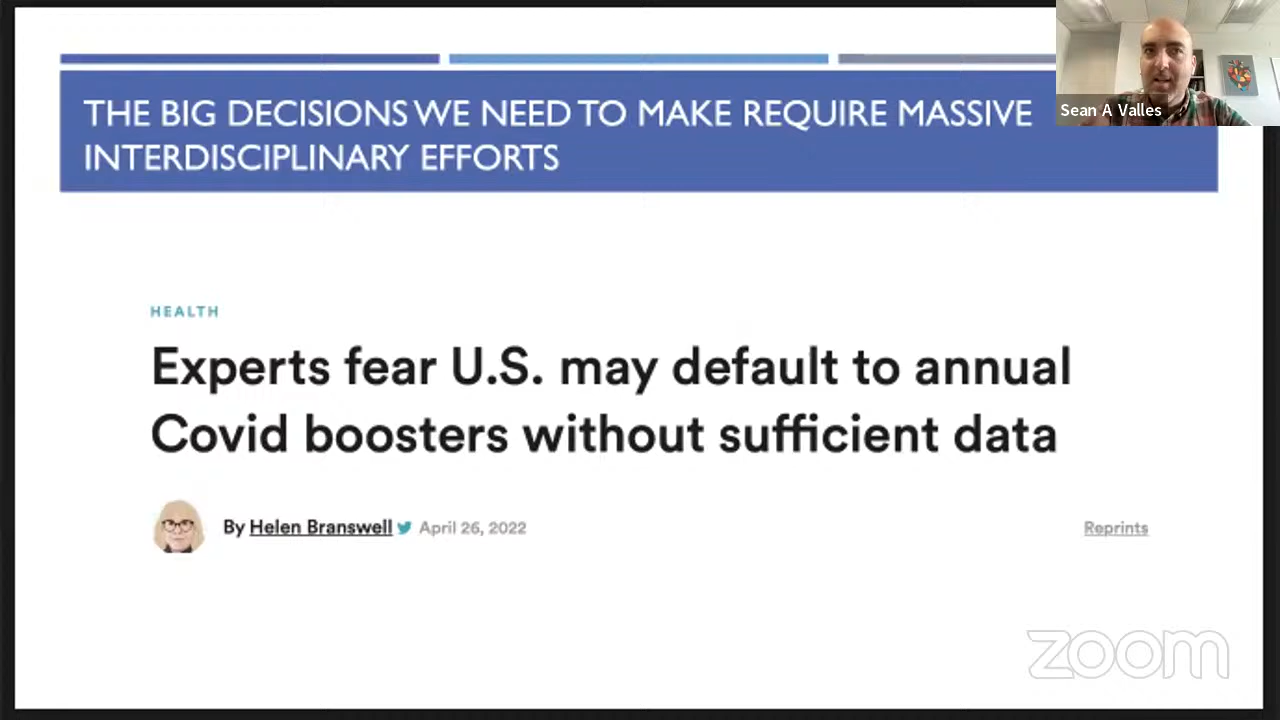 THE BIG DECISIONS WE NEED TO MAKE REQUIRE MASSIVE
INTERDISCIPLINARY EFFORTS
Sean A Valles
HEALTH
Experts fear U.S. may default to annual
Covid boosters without sufficient data
By Helen Branswell April 26, 2022
Reprints
zoom